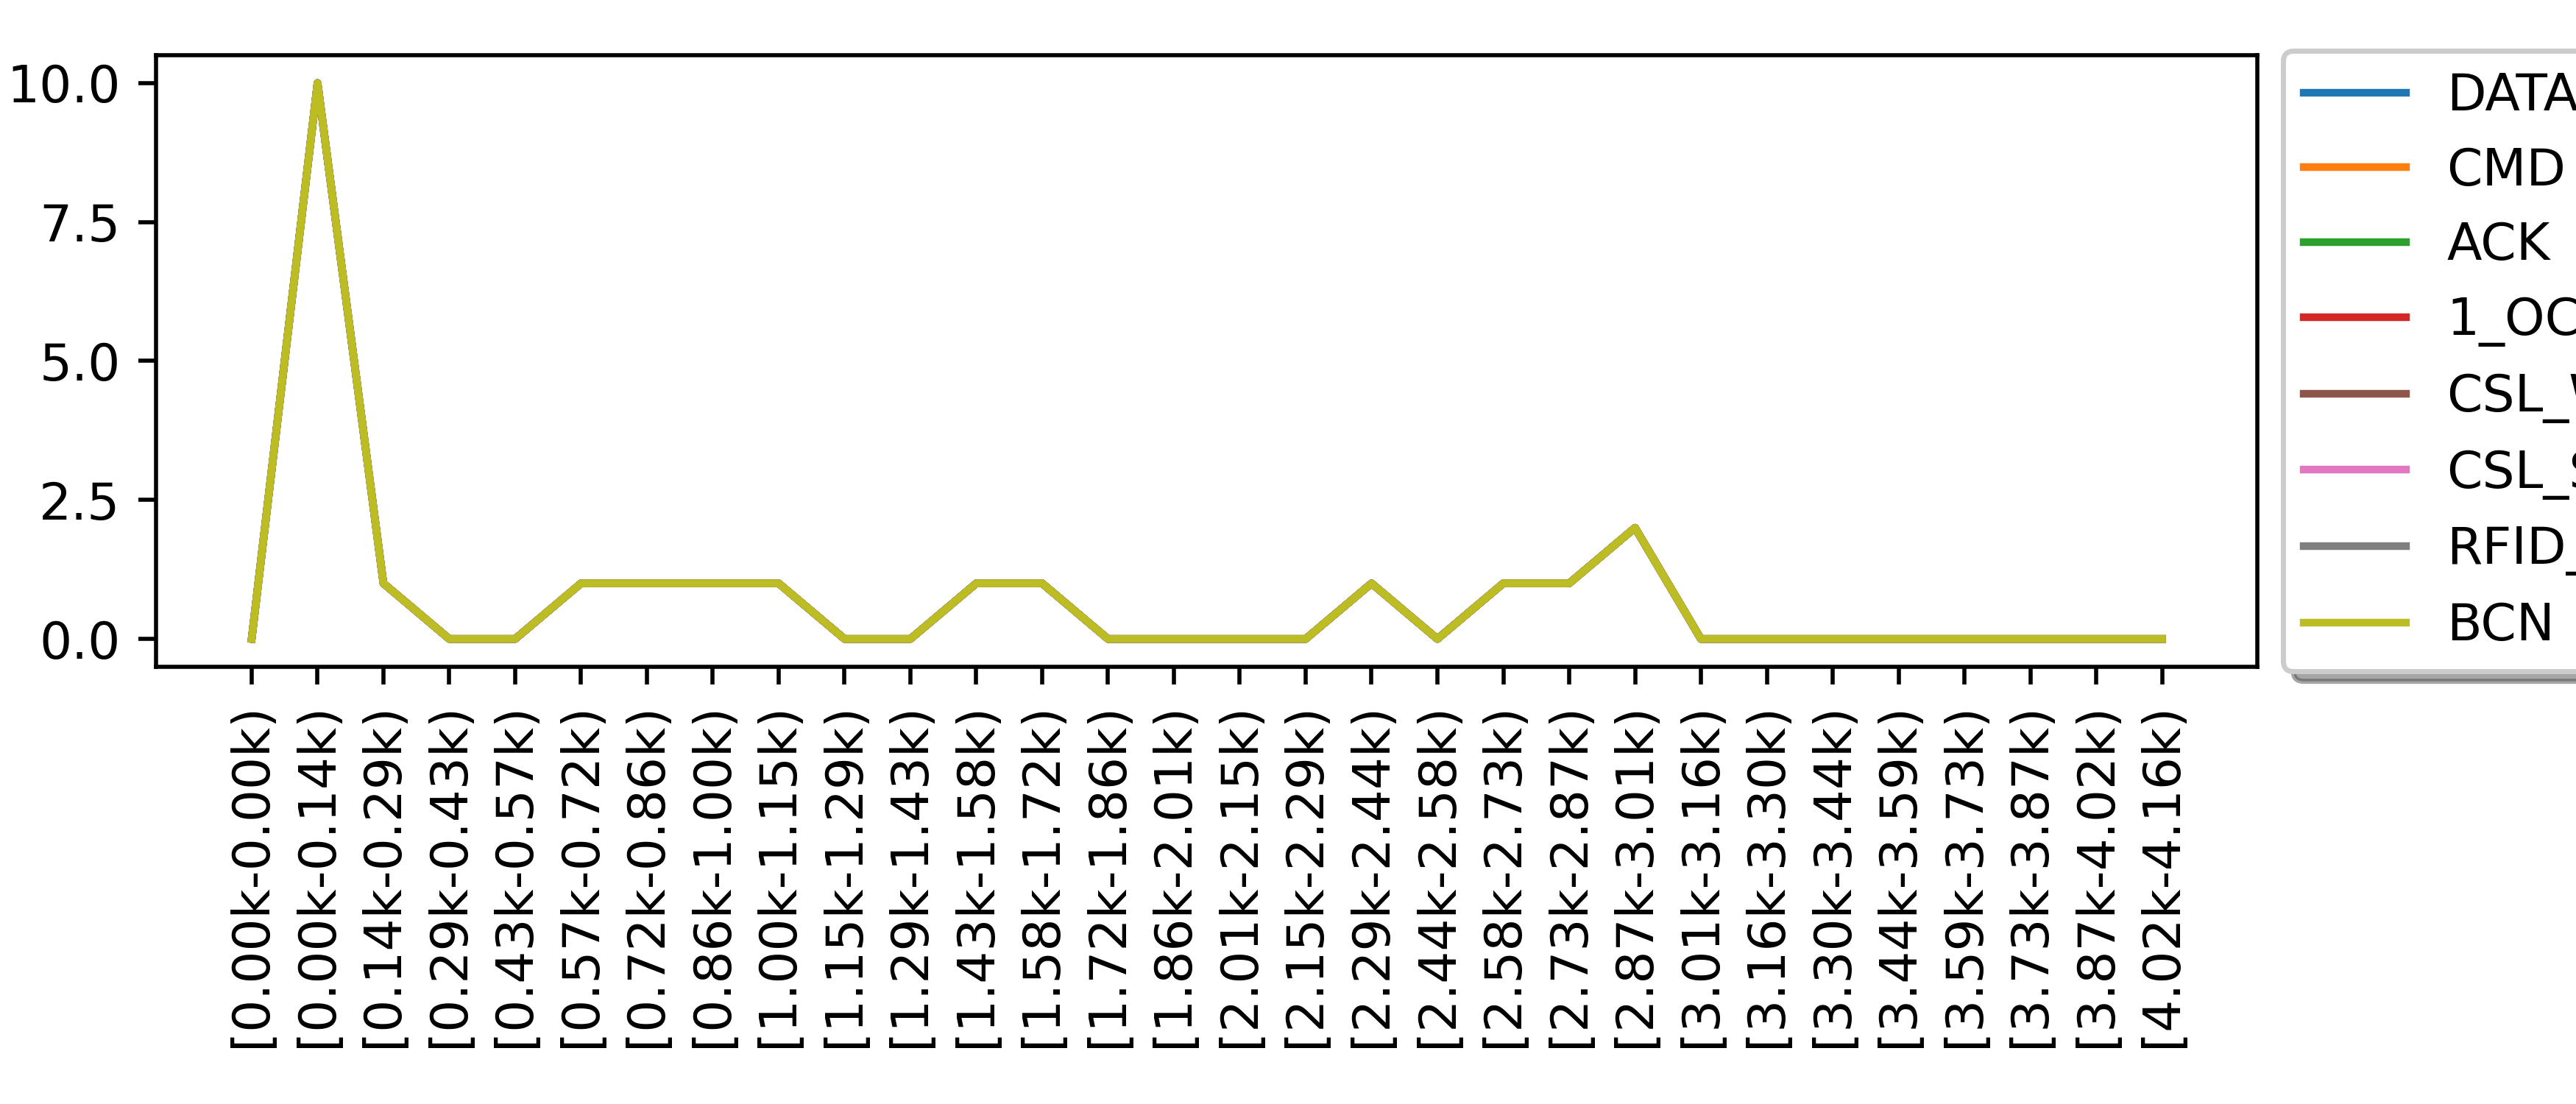 10.0
7.5
5.0
2.5
0.0
[0.00k-0.00k)
[0.00k-0.14k)
[0.14k-0.29k)
[0.29k-0.43k)
[0.43k-0.57k)
[0.57k-0.72k)
[0.72k-0.86k)
[0.86k-1.00k)
[1.00k-1.15k)
[1.15k-1.29k)
[1.29k-1.43k)
[1.43k-1.58k)
[1.58k-1.72k)
[1.72k-1.86k)
[1.86k-2.01k)
[2.01k-2.15k)
[2.15k-2.29k)
[2.29k-2.44k)
[2.44k-2.58k)
[2.58k-2.73k)
[2.73k-2.87k)
[2.87k-3.01k)
[3.01k-3.16k)
[3.16k-3.30k)
[3.30k-3.44k)
[3.44k-3.59k)
[3.59k-3.73k)
[3.73k-3.87k)
[3.87k-4.02k)
[4.02k-4.16k)
DATA
CMD
ACK
1_OC
CSL_
CSL_
RFID_
BCN